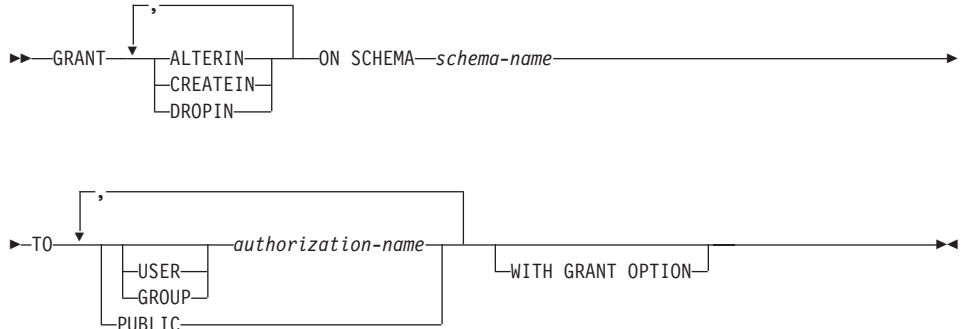 ,
GRANT ALTERIN ON SCHEMA schema-name
CREATEIN
DROPIN
,
TO authorization-name
USER WITH GRANT OPTION
GROUP
PUBLIC